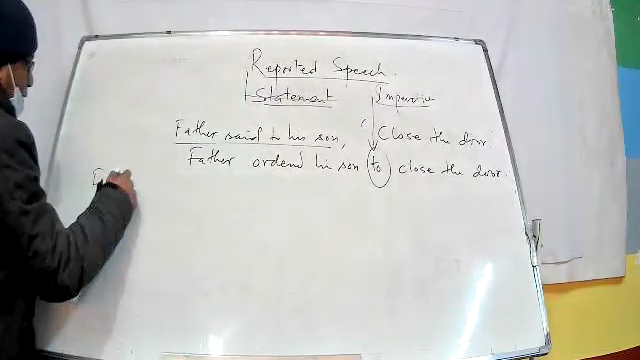 Reported Speech.
Statement Imperative
Father said to his son, ' Close the door.
Father orderd his son to close the door.
F